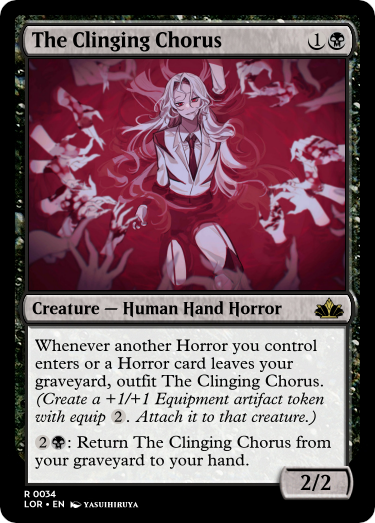 The Clinging Chorus 1
Creature — Human Hand Horror
Whenever another Horror you control
enters or a Horror card leaves your
graveyard, outfit The Clinging Chorus.
(Create a +1/+1 Equipment artifact token
with equip 2. Attach it to that creature.)
2: Return The Clinging Chorus from
your graveyard to your hand.
2/2
R 0034
LOR • EN YASUIHIRUYA